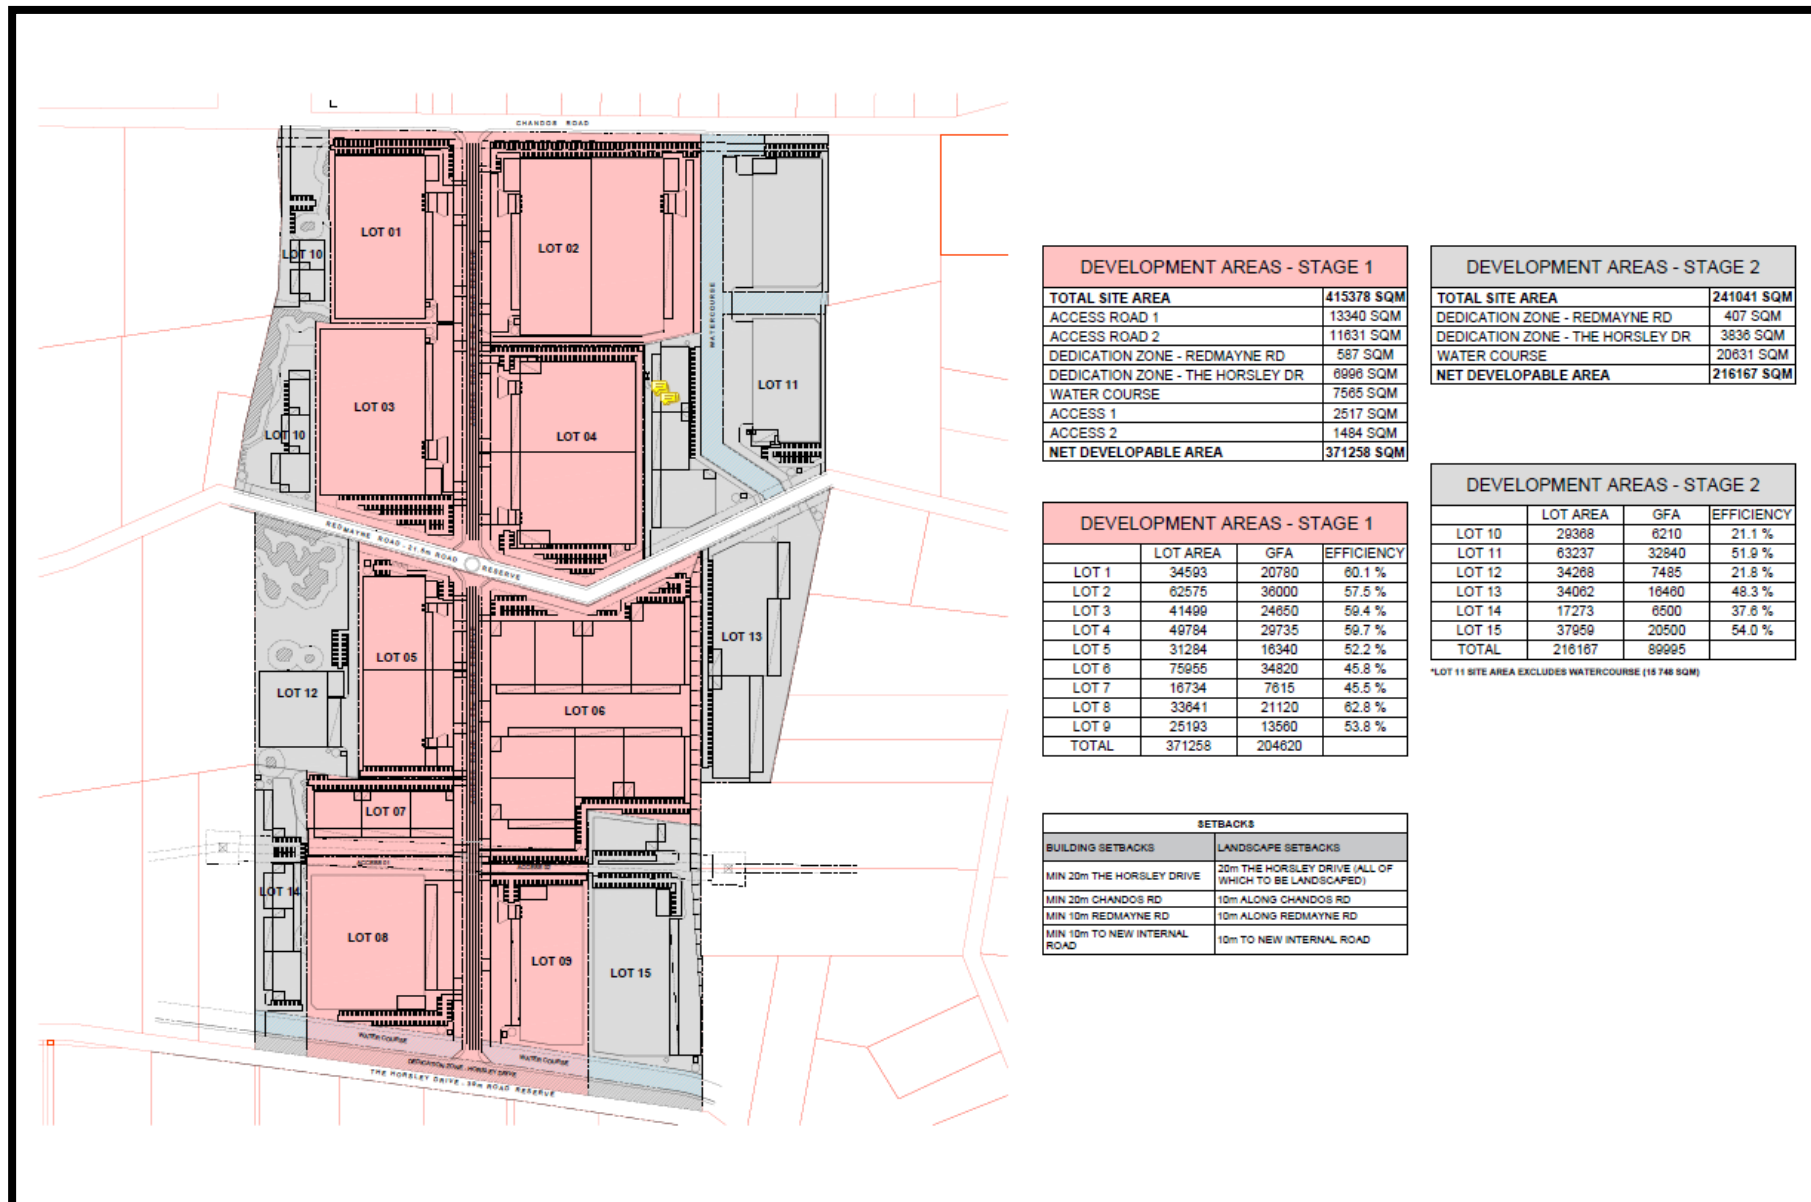 CHANDOS ROAD
LOT 01
LOT 02
LOT 10
WATERCOURSE
LOT 11
LOT 03
LOT 04
LOT 10
REDMAYNE ROAD - 21.5m ROAD RESERVE
LOT 05
LOT 13
LOT 12
LOT 06
LOT 07
ACCESS 01
ACCESS 02
LOT 14
LOT 08
LOT 09
LOT 15
WATER COURSE
WATER COURSE
DEDICATION ZONE - HORSLEY DRIVE
THE HORSLEY DRIVE - 30m ROAD RESERVE
DEVELOPMENT AREAS - STAGE 1
TOTAL SITE AREA 415378 SQM
ACCESS ROAD 1 13340 SQM
ACCESS ROAD 2 11631 SQM
DEDICATION ZONE - REDMAYNE RD 587 SQM
DEDICATION ZONE - THE HORSLEY DR 6996 SQM
WATER COURSE 7565 SQM
ACCESS 1 2517 SQM
ACCESS 2 1484 SQM
NET DEVELOPABLE AREA 371258 SQM
DEVELOPMENT AREAS - STAGE 2
TOTAL SITE AREA 241041 SQM
DEDICATION ZONE - REDMAYNE RD 407 SQM
DEDICATION ZONE - THE HORSLEY DR 3836 SQM
WATER COURSE 20631 SQM
NET DEVELOPABLE AREA 216167 SQM
DEVELOPMENT AREAS - STAGE 1
LOT AREA GFA EFFICIENCY
LOT 1 34593 20780 60.1 %
LOT 2 62575 36000 57.5 %
LOT 3 41499 24650 59.4 %
LOT 4 49784 29735 59.7 %
LOT 5 31284 16340 52.2 %
LOT 6 75955 34820 45.8 %
LOT 7 16734 7615 45.5 %
LOT 8 33641 21120 62.8 %
LOT 9 25193 13560 53.8 %
TOTAL 371258 204620
DEVELOPMENT AREAS - STAGE 2
LOT AREA GFA EFFICIENCY
LOT 10 29368 6210 21.1 %
LOT 11 63237 32840 51.9 %
LOT 12 34268 7485 21.8 %
LOT 13 34062 16460 48.3 %
LOT 14 17273 6500 37.6 %
LOT 15 37959 20500 54.0 %
TOTAL 216167 89995
*LOT 11 SITE AREA EXCLUDES WATERCOURSE (15 746 SQM)
SETBACKS
BUILDING SETBACKS LANDSCAPE SETBACKS
MIN 20m THE HORSLEY DRIVE 20m THE HORSLEY DRIVE (ALL OF
WHICH TO BE LANDSCAPED)
MIN 20m CHANDOS RD 10m ALONG CHANDOS RD
MIN 10m REDMAYNE RD 10m ALONG REDMAYNE RD
MIN 10m TO NEW INTERNAL
ROAD 10m TO NEW INTERNAL ROAD